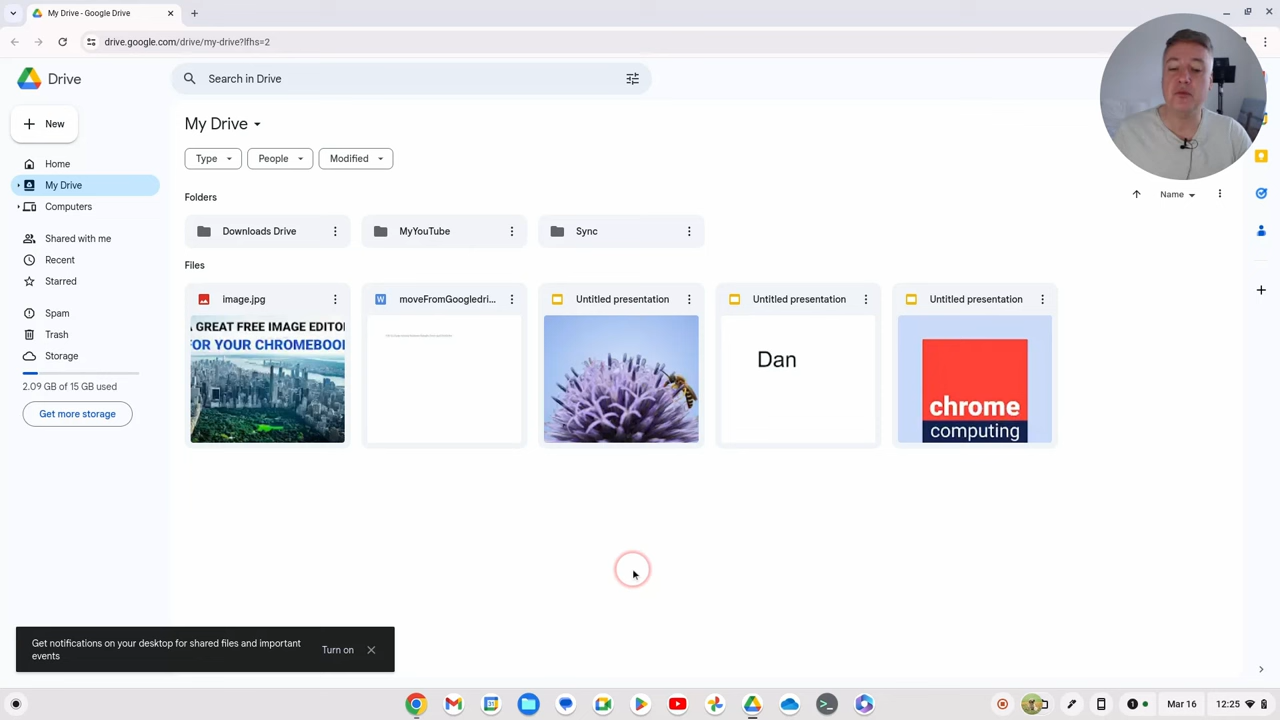 My Drive - Google Drive
drive.google.com/drive/my-drive?lfhs=2
Drive
Search in Drive
New
My Drive
Type
People
Modified
Home
My Drive
Computers
Shared with me
Recent
Starred
Spam
Trash
Storage
2.09 GB of 15 GB used
Get more storage
Folders
Name
Downloads Drive
MyYouTube
Sync
Files
image.jpg
moveFromGoogledri...
Untitled presentation
Untitled presentation
Untitled presentation
A GREAT FREE IMAGE EDITOR
FOR YOUR CHROMEBOOK
Dan
chrome
computing
Get notifications on your desktop for shared files and important
events
Turn on
31
1
Mar 16
12:25